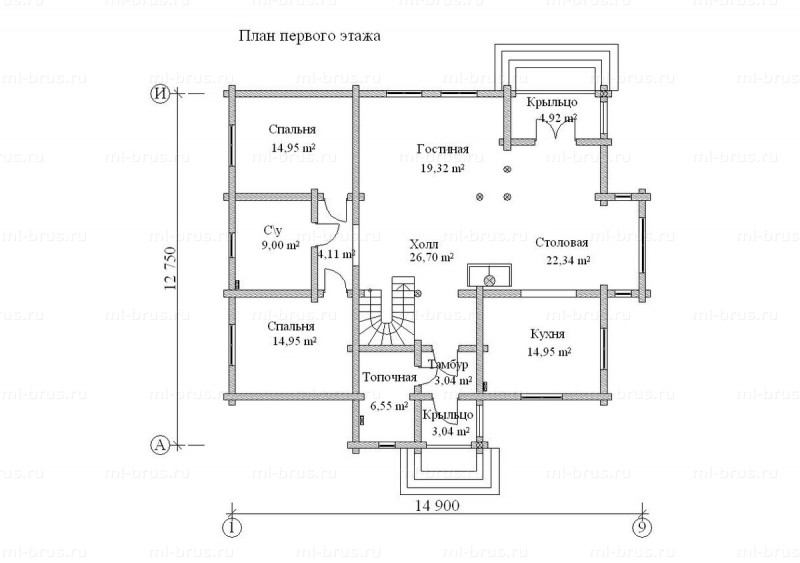 План первого этажа
И
Крыльцо
4,92 m²
Спальня
14,95 m²
Гостиная
19,32 m²
С\у
9,00 m²
4,11 m²
Холл
26,70 m²
Столовая
22,34 m²
12 750
Спальня
14,95 m²
Кухня
14,95 m²
Топочная
6,55 m²
Тамбур
3,04 m²
Крыльцо
3,04 m²
А
14 900
1
9
mi-brus.ru